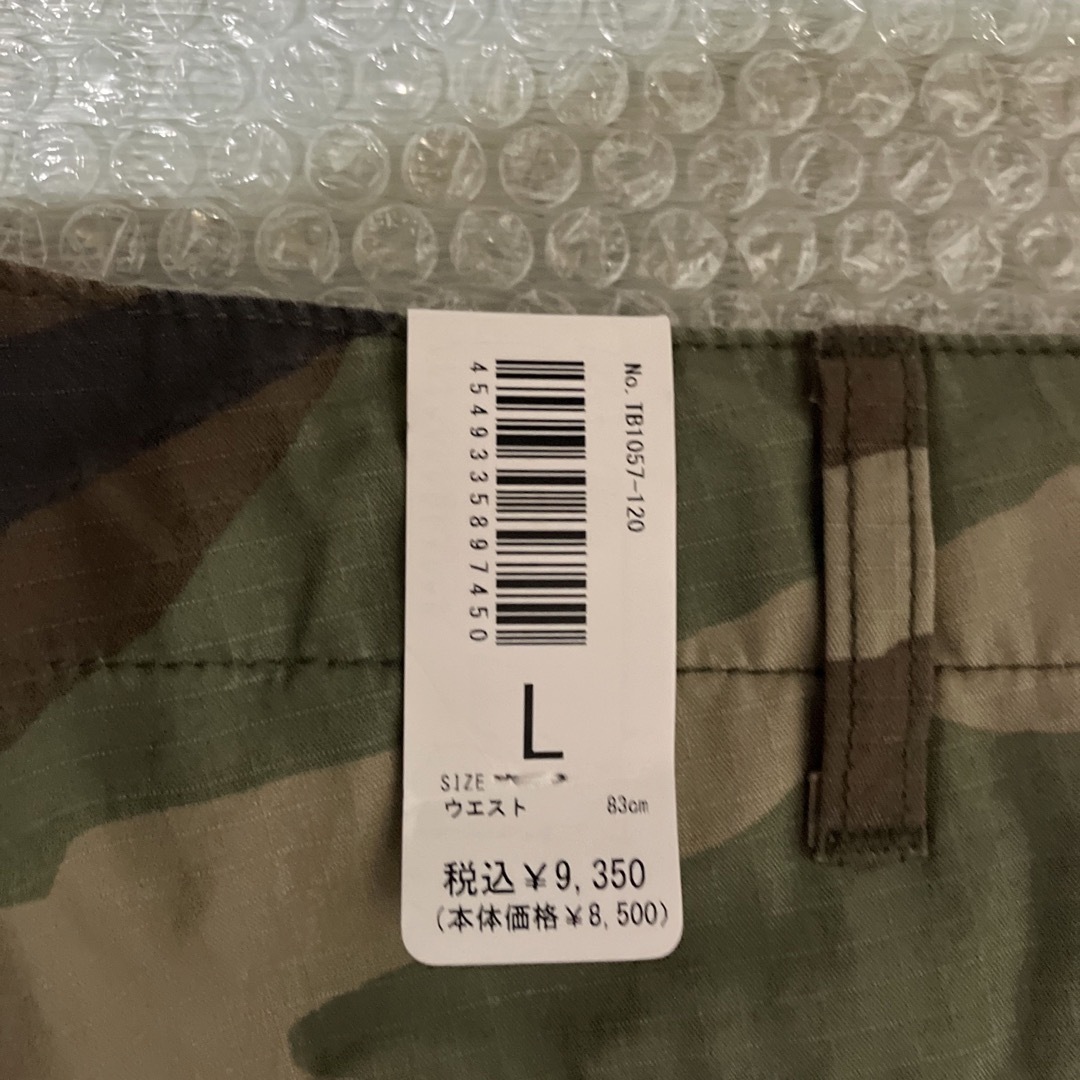 No. TB1057-120
4549335897450
L
SIZE
ウエスト 83cm
税込¥9,350
(本体価格¥8,500)